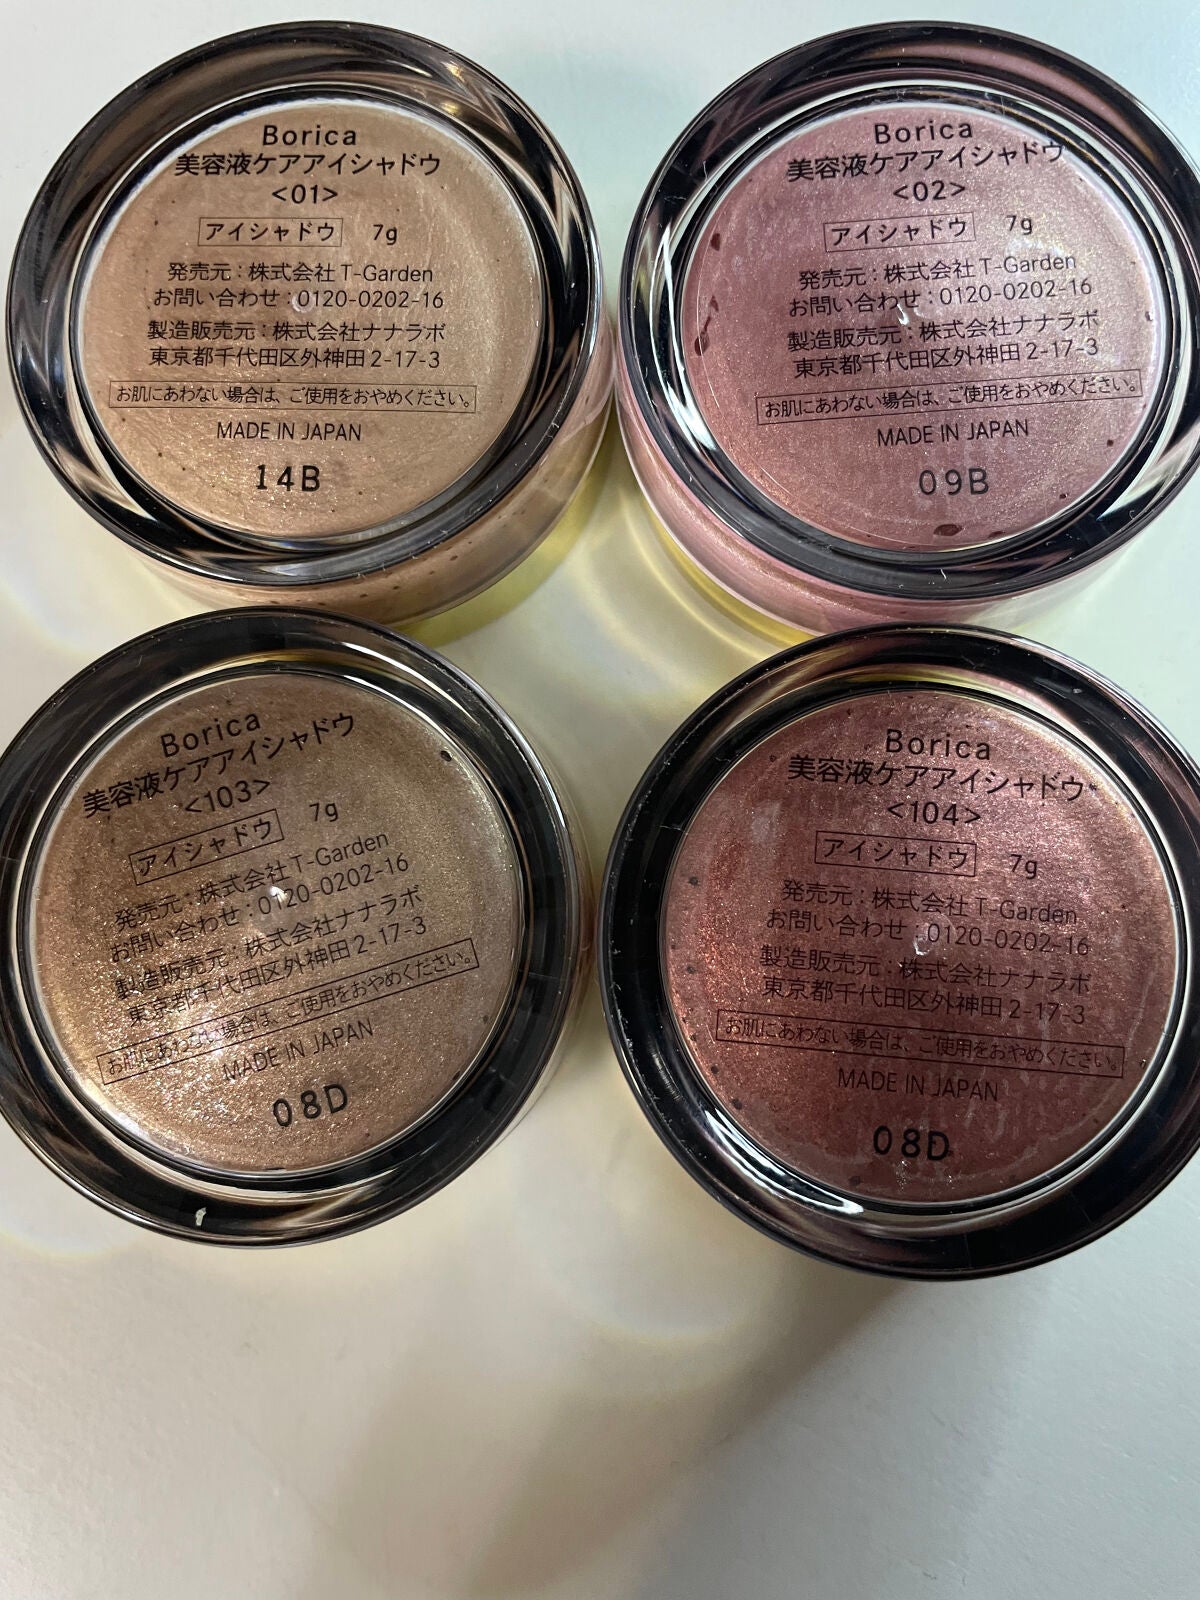 Borica
美容液ケアアイシャドウ
<01>
アイシャドウ 7g
発売元：株式会社 T-Garden
お問い合わせ：0120-0202-16
製造販売元：株式会社ナナラボ
東京都千代田区外神田 2-17-3
お肌にあわない場合は、ご使用をおやめください。
MADE IN JAPAN
14B
Borica
美容液ケアアイシャドウ
<02>
アイシャドウ 7g
発売元：株式会社 T-Garden
お問い合わせ：0120-0202-16
製造販売元：株式会社ナナラボ
東京都千代田区外神田 2-17-3
お肌にあわない場合は、ご使用をおやめください。
MADE IN JAPAN
09B
Borica
美容液ケアアイシャドウ
<103>
アイシャドウ 7g
発売元：株式会社 T-Garden
お問い合わせ：0120-0202-16
製造販売元：株式会社ナナラボ
東京都千代田区外神田 2-17-3
お肌にあわない場合は、ご使用をおやめください。
MADE IN JAPAN
08D
Borica
美容液ケアアイシャドウ
<104>
アイシャドウ 7g
発売元：株式会社 T-Garden
お問い合わせ：0120-0202-16
製造販売元：株式会社ナナラボ
東京都千代田区外神田 2-17-3
お肌にあわない場合は、ご使用をおやめください。
MADE IN JAPAN
08D